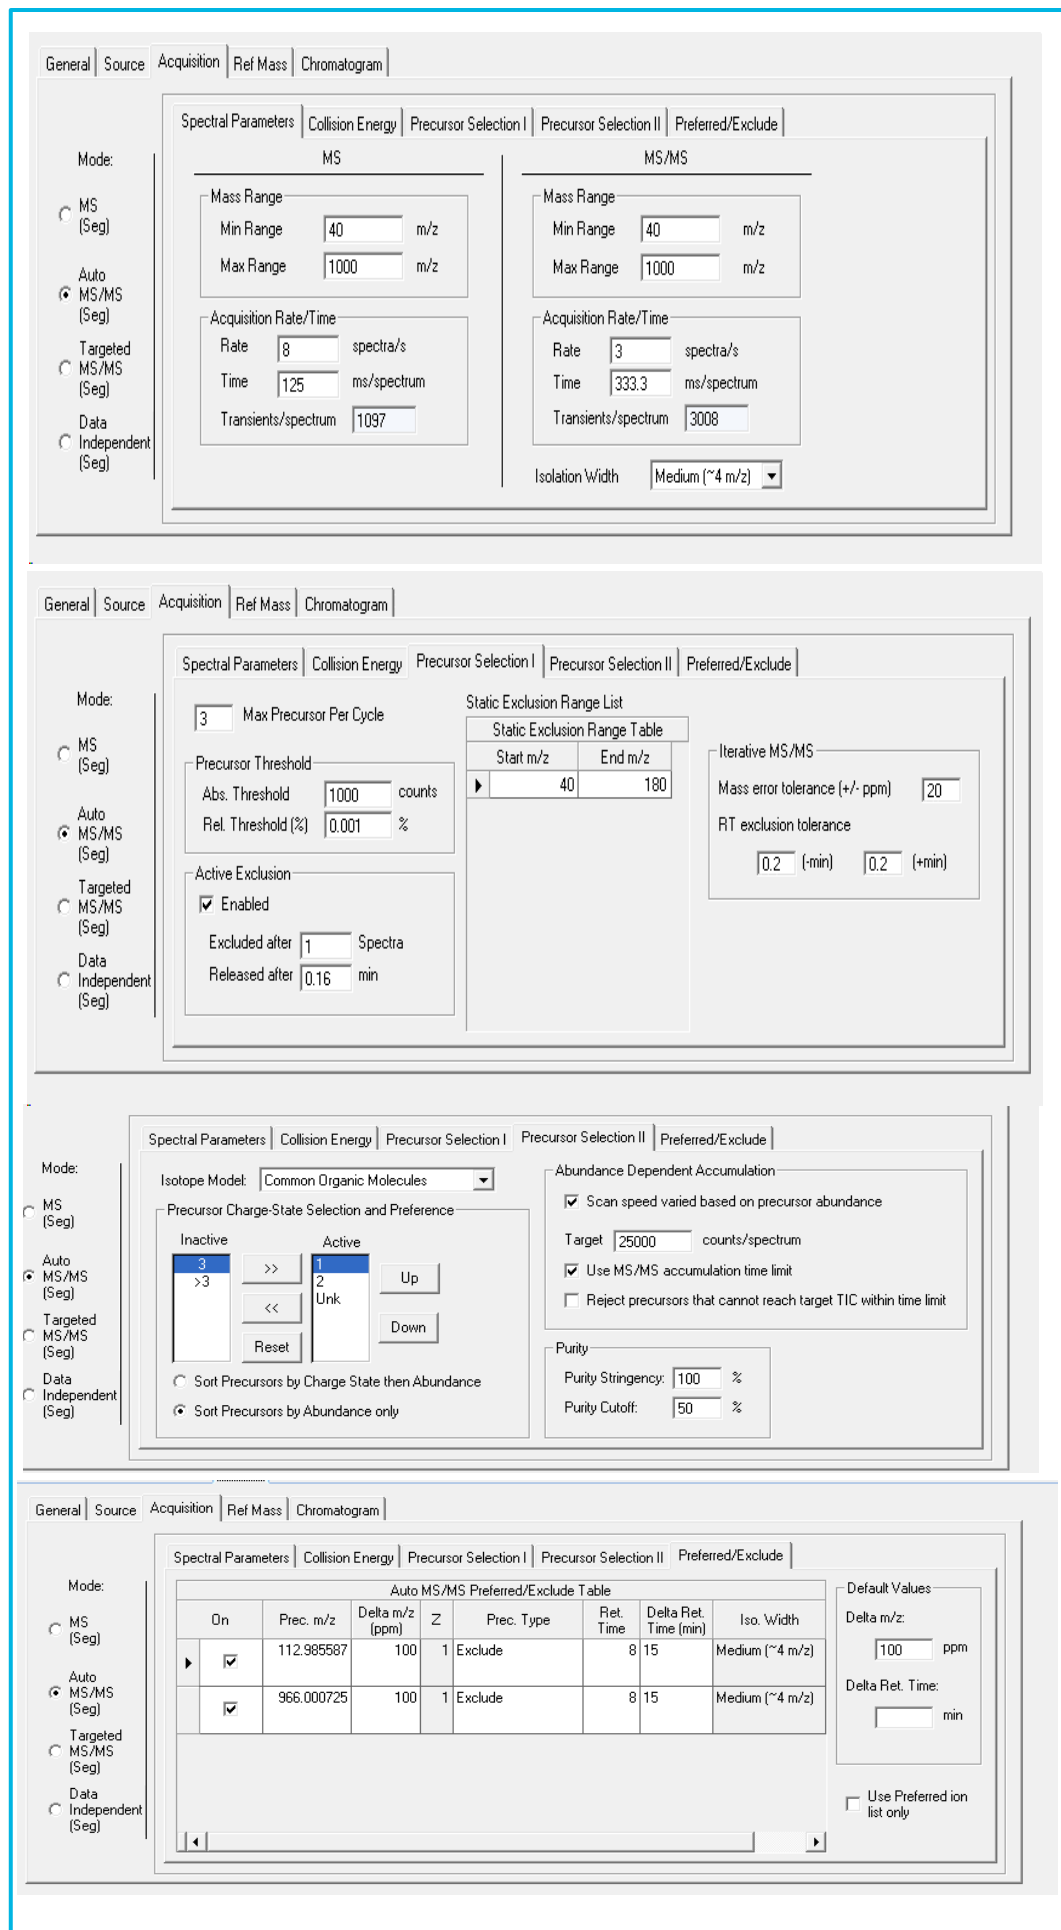 General Source Acquisition Ref Mass Chromatogram
Spectral Parameters Collision Energy Precursor Selection I Precursor Selection II Preferred/Exclude
Mode:
MS
(Seg)
Auto
MS/MS
(Seg)
Targeted
MS/MS
(Seg)
Data
Independent
(Seg)
MS
Mass Range
Min Range 40 m/z
Max Range 1000 m/z
Acquisition Rate/Time
Rate 8 spectra/s
Time 125 ms/spectrum
Transients/spectrum 1097
MS/MS
Mass Range
Min Range 40 m/z
Max Range 1000 m/z
Acquisition Rate/Time
Rate 3 spectra/s
Time 333.3 ms/spectrum
Transients/spectrum 3008
Isolation Width Medium (~4 m/z)
General Source Acquisition Ref Mass Chromatogram
Spectral Parameters Collision Energy Precursor Selection I Precursor Selection II Preferred/Exclude
Mode:
MS
(Seg)
Auto
MS/MS
(Seg)
Targeted
MS/MS
(Seg)
Data
Independent
(Seg)
3 Max Precursor Per Cycle
Precursor Threshold
Abs. Threshold 1000 counts
Rel. Threshold (%) 0.001 %
Active Exclusion
Enabled
Excluded after 1 Spectra
Released after 0.16 min
Static Exclusion Range List
Static Exclusion Range Table
Start m/z End m/z
40 180
Iterative MS/MS
Mass error tolerance (+/- ppm) 20
RT exclusion tolerance
0.2 (-min) 0.2 (+min)
Spectral Parameters Collision Energy Precursor Selection I Precursor Selection II Preferred/Exclude
Mode:
MS
(Seg)
Auto
MS/MS
(Seg)
Targeted
MS/MS
(Seg)
Data
Independent
(Seg)
Isotope Model: Common Organic Molecules
Precursor Charge-State Selection and Preference
Inactive Active
3 >> 1 Up
>3 << 2 Down
Reset Unk
Sort Precursors by Charge State then Abundance
Sort Precursors by Abundance only
Abundance Dependent Accumulation
Scan speed varied based on precursor abundance
Target 25000 counts/spectrum
Use MS/MS accumulation time limit
Reject precursors that cannot reach target TIC within time limit
Purity
Purity Stringency: 100 %
Purity Cutoff: 50 %
General Source Acquisition Ref Mass Chromatogram
Spectral Parameters Collision Energy Precursor Selection I Precursor Selection II Preferred/Exclude
Mode:
MS
(Seg)
Auto
MS/MS
(Seg)
Targeted
MS/MS
(Seg)
Data
Independent
(Seg)
Auto MS/MS Preferred/Exclude Table
On Prec. m/z Delta m/z (ppm) Z Prec. Type Ret. Time Delta Ret. Time (min) Iso. Width
112.985587 100 1 Exclude 8 15 Medium (~4 m/z)
966.000725 100 1 Exclude 8 15 Medium (~4 m/z)
Default Values
Delta m/z:
100 ppm
Delta Ret. Time:
min
Use Preferred ion
list only